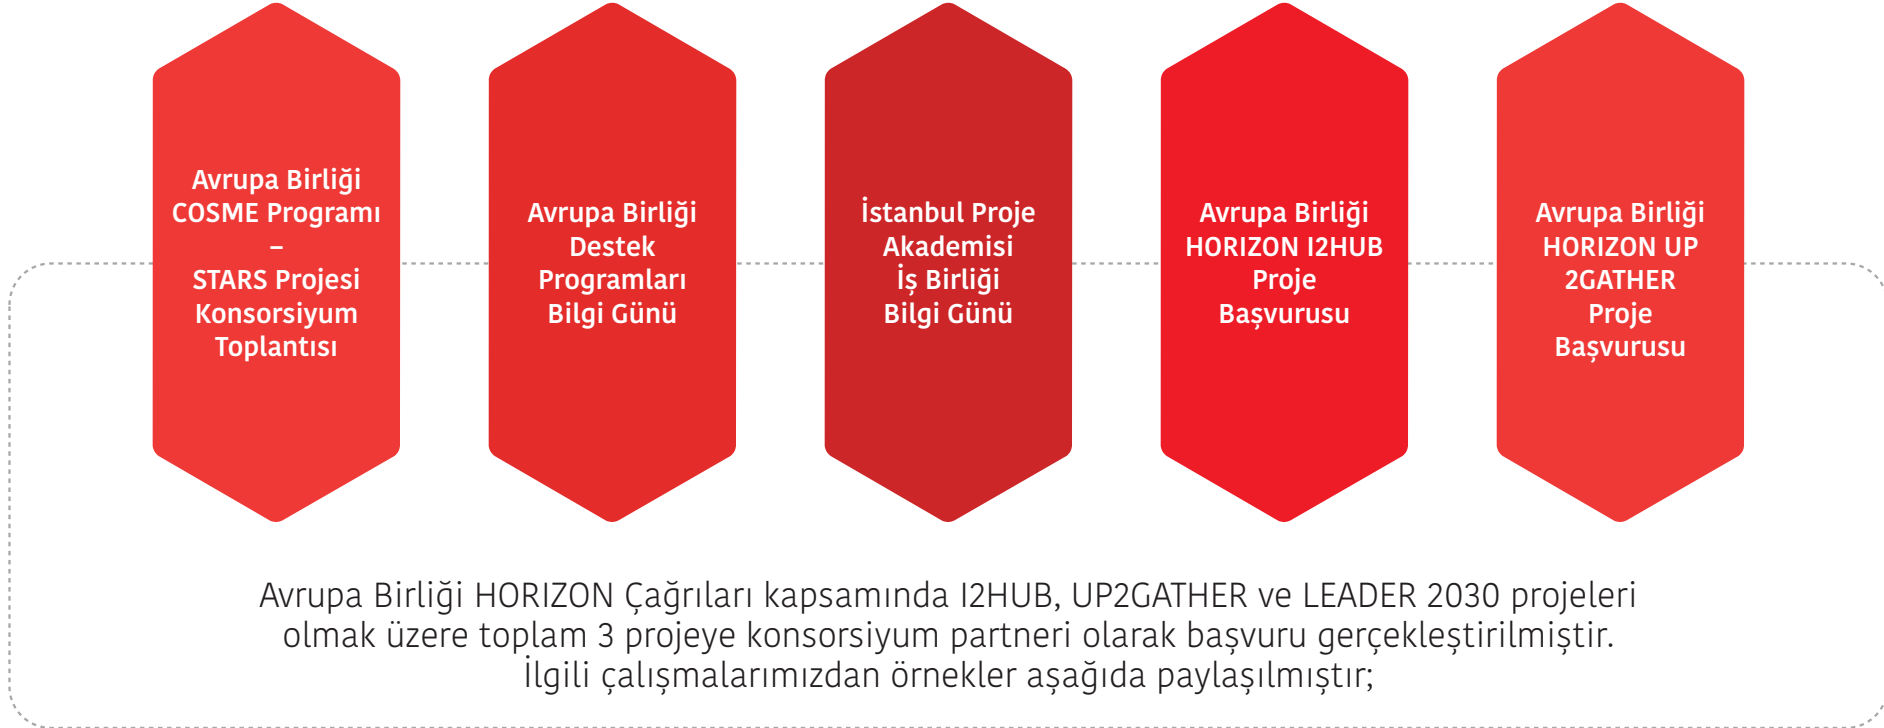 Avrupa Birliği
COSME Programı
–
STARS Projesi
Konsorsiyum
Toplantısı
Avrupa Birliği
Destek
Programları
Bilgi Günü
İstanbul Proje
Akademisi
İş Birliği
Bilgi Günü
Avrupa Birliği
HORIZON I2HUB
Proje
Başvurusu
Avrupa Birliği
HORIZON UP
2GATHER
Proje
Başvurusu
Avrupa Birliği HORIZON Çağrıları kapsamında I2HUB, UP2GATHER ve LEADER 2030 projeleri
olmak üzere toplam 3 projeye konsorsiyum partneri olarak başvuru gerçekleştirilmiştir.
İlgili çalışmalarımızdan örnekler aşağıda paylaşılmıştır;